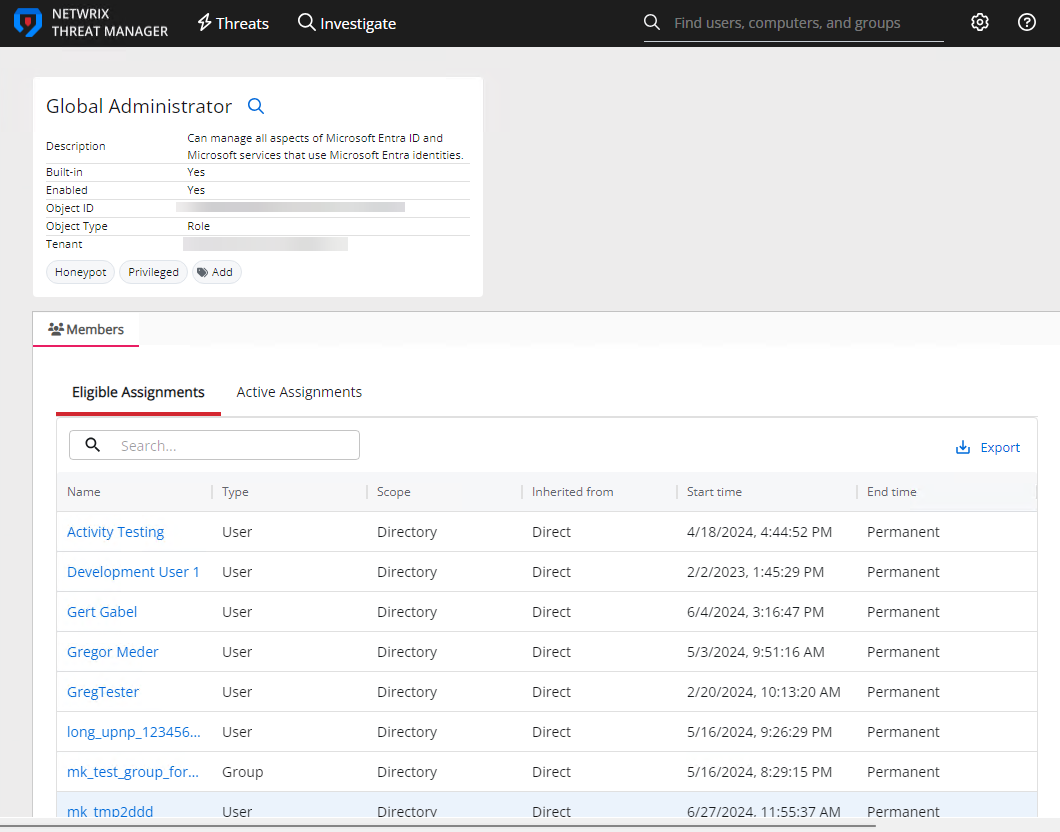 NETWRIX
THREAT MANAGER
Threats
Investigate
Find users, computers, and groups
Global Administrator
Description
Can manage all aspects of Microsoft Entra ID and
Microsoft services that use Microsoft Entra identities.
Built-in Yes
Enabled Yes
Object ID
Object Type Role
Tenant
Honeypot Privileged Add
Members
Eligible Assignments Active Assignments
Search...
Export
Name Type Scope Inherited from Start time End time
Activity Testing User Directory Direct 4/18/2024, 4:44:52 PM Permanent
Development User 1 User Directory Direct 2/2/2023, 1:45:29 PM Permanent
Gert Gabel User Directory Direct 6/4/2024, 3:16:47 PM Permanent
Gregor Meder User Directory Direct 5/3/2024, 9:51:16 AM Permanent
GregTester User Directory Direct 2/20/2024, 10:13:20 AM Permanent
long_upnp_123456... User Directory Direct 5/16/2024, 9:26:29 PM Permanent
mk_test_group_for... Group Directory Direct 5/16/2024, 8:29:15 PM Permanent
mk_tmp2ddd User Directory Direct 6/27/2024, 11:55:37 AM Permanent